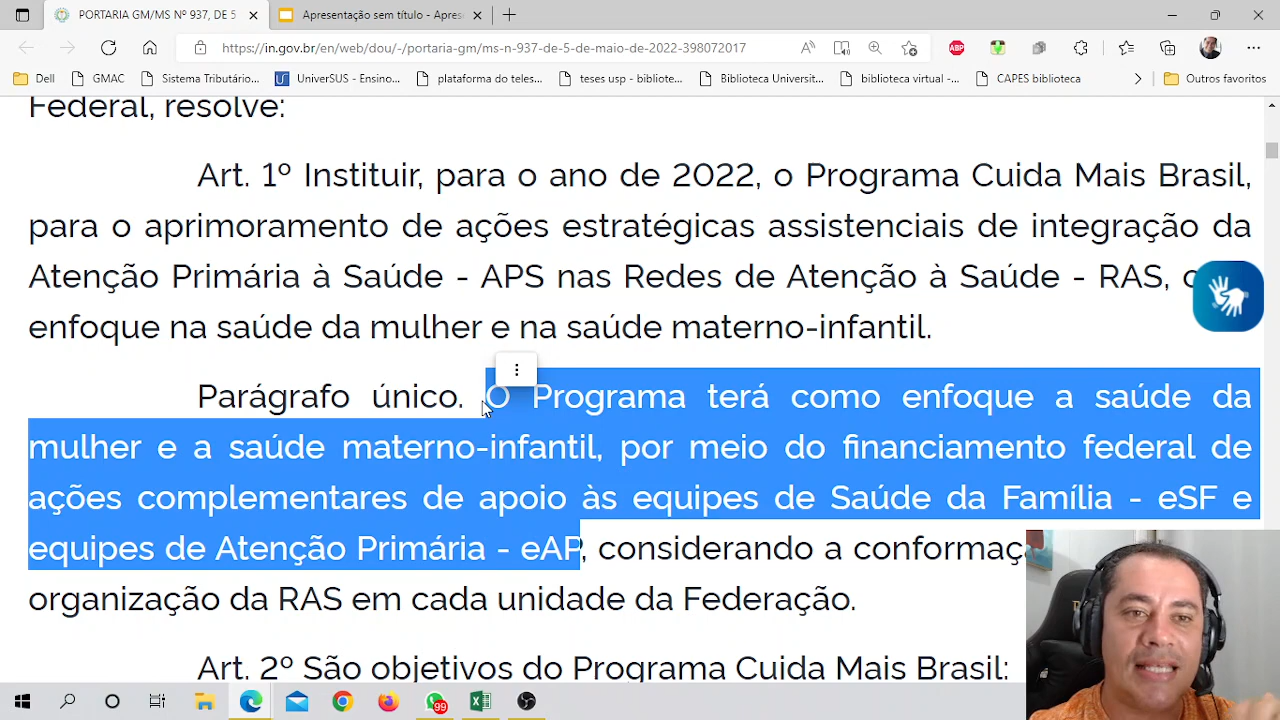 PORTARIA GM/MS Nº 937, DE 5
Apresentação sem título - Aprese
https://in.gov.br/en/web/dou/-/portaria-gm/ms-n-937-de-5-de-maio-de-2022-398072017
ABP
Dell
GMAC
Sistema Tributário...
UniverSUS - Ensino...
plataforma do teles...
teses usp - bibliote...
Biblioteca Universit...
biblioteca virtual -...
CAPES biblioteca
Outros favoritos
Federal, resolve:
Art. 1º Instituir, para o ano de 2022, o Programa Cuida Mais Brasil,
para o aprimoramento de ações estratégicas assistenciais de integração da
Atenção Primária à Saúde - APS nas Redes de Atenção à Saúde - RAS,
enfoque na saúde da mulher e na saúde materno-infantil.
Parágrafo único. O Programa terá como enfoque a saúde da
mulher e a saúde materno-infantil, por meio do financiamento federal de
ações complementares de apoio às equipes de Saúde da Família - eSF e
equipes de Atenção Primária - eAP, considerando a
organização da RAS em cada unidade da Federação.
Art. 2º São objetivos do Programa Cuida Mais Brasil:
99